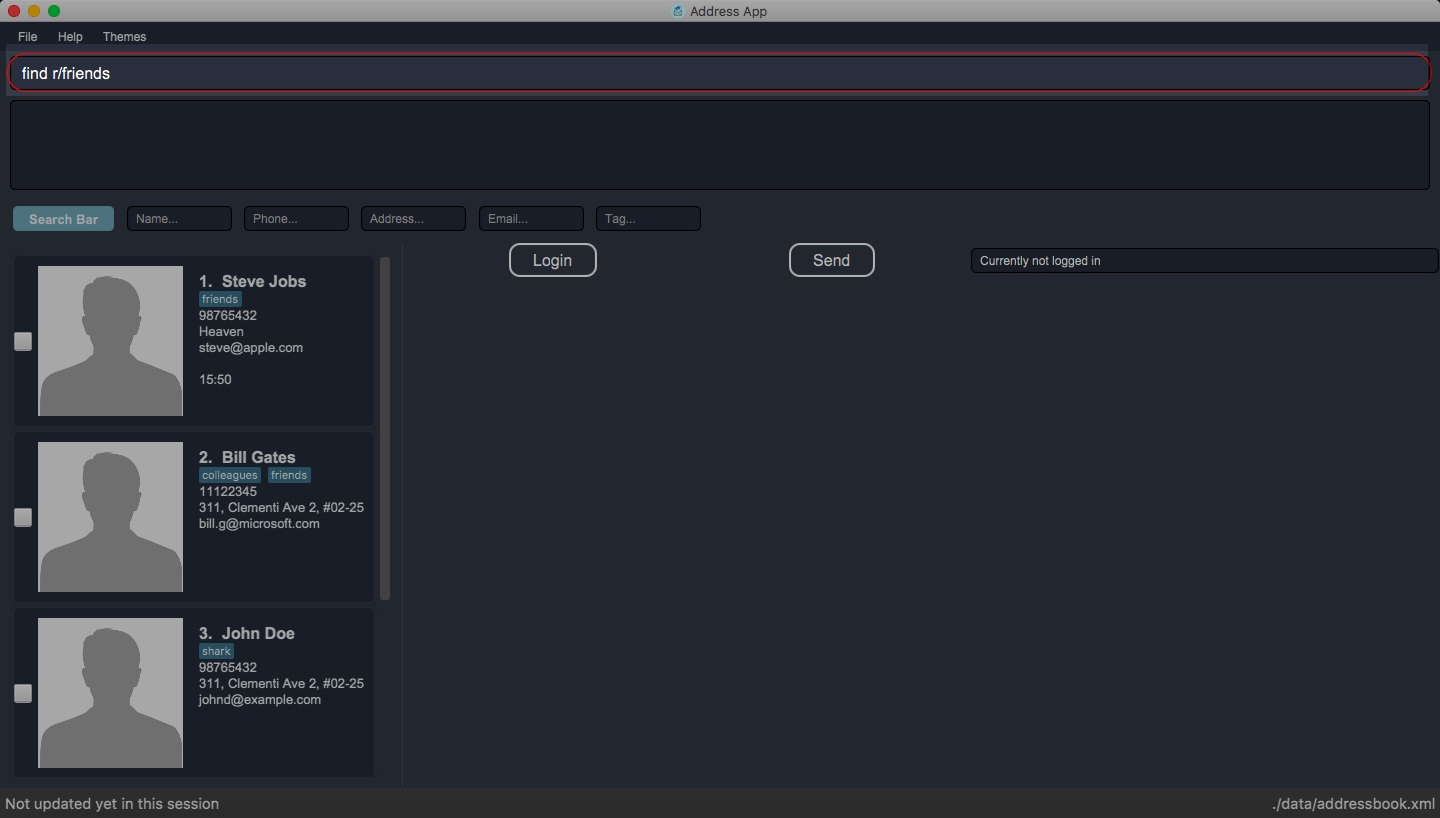 Address App
File Help Themes
find r/friends
Search Bar Name... Phone... Address... Email... Tag...
Login Send Currently not logged in
1. Steve Jobs
friends
98765432
Heaven
steve@apple.com
15:50
2. Bill Gates
colleagues friends
11122345
311, Clementi Ave 2, #02-25
bill.g@microsoft.com
3. John Doe
shark
98765432
311, Clementi Ave 2, #02-25
johnd@example.com
Not updated yet in this session ./data/addressbook.xml